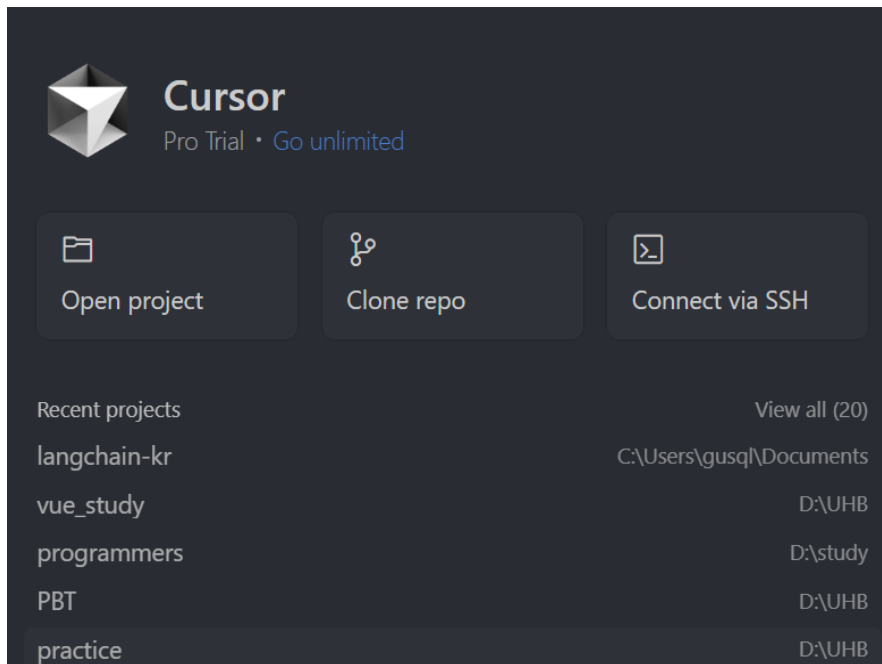 Cursor
Pro Trial • Go unlimited
Open project
Clone repo
Connect via SSH
Recent projects View all (20)
langchain-kr C:\Users\gusql\Documents
vue_study D:\UHB
programmers D:\study
PBT D:\UHB
practice D:\UHB